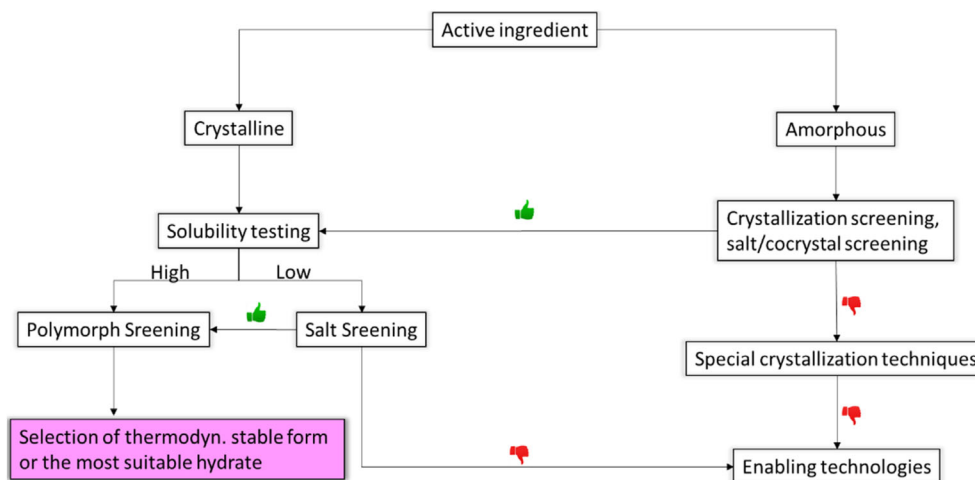 Active ingredient
Crystalline
Amorphous
Solubility testing
Crystallization screening,
salt/cocrystal screening
High
Low
Polymorph Sreening
Salt Sreening
Special crystallization techniques
Selection of thermodyn. stable form
or the most suitable hydrate
Enabling technologies